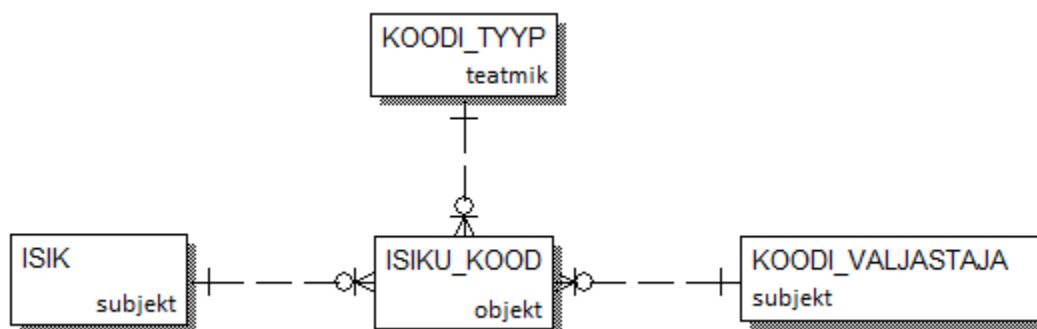 KOODI_TYYP
teatmik
ISIK
subjekt
ISIKU_KOOD
objekt
KOODI_VALJASTAJA
subjekt